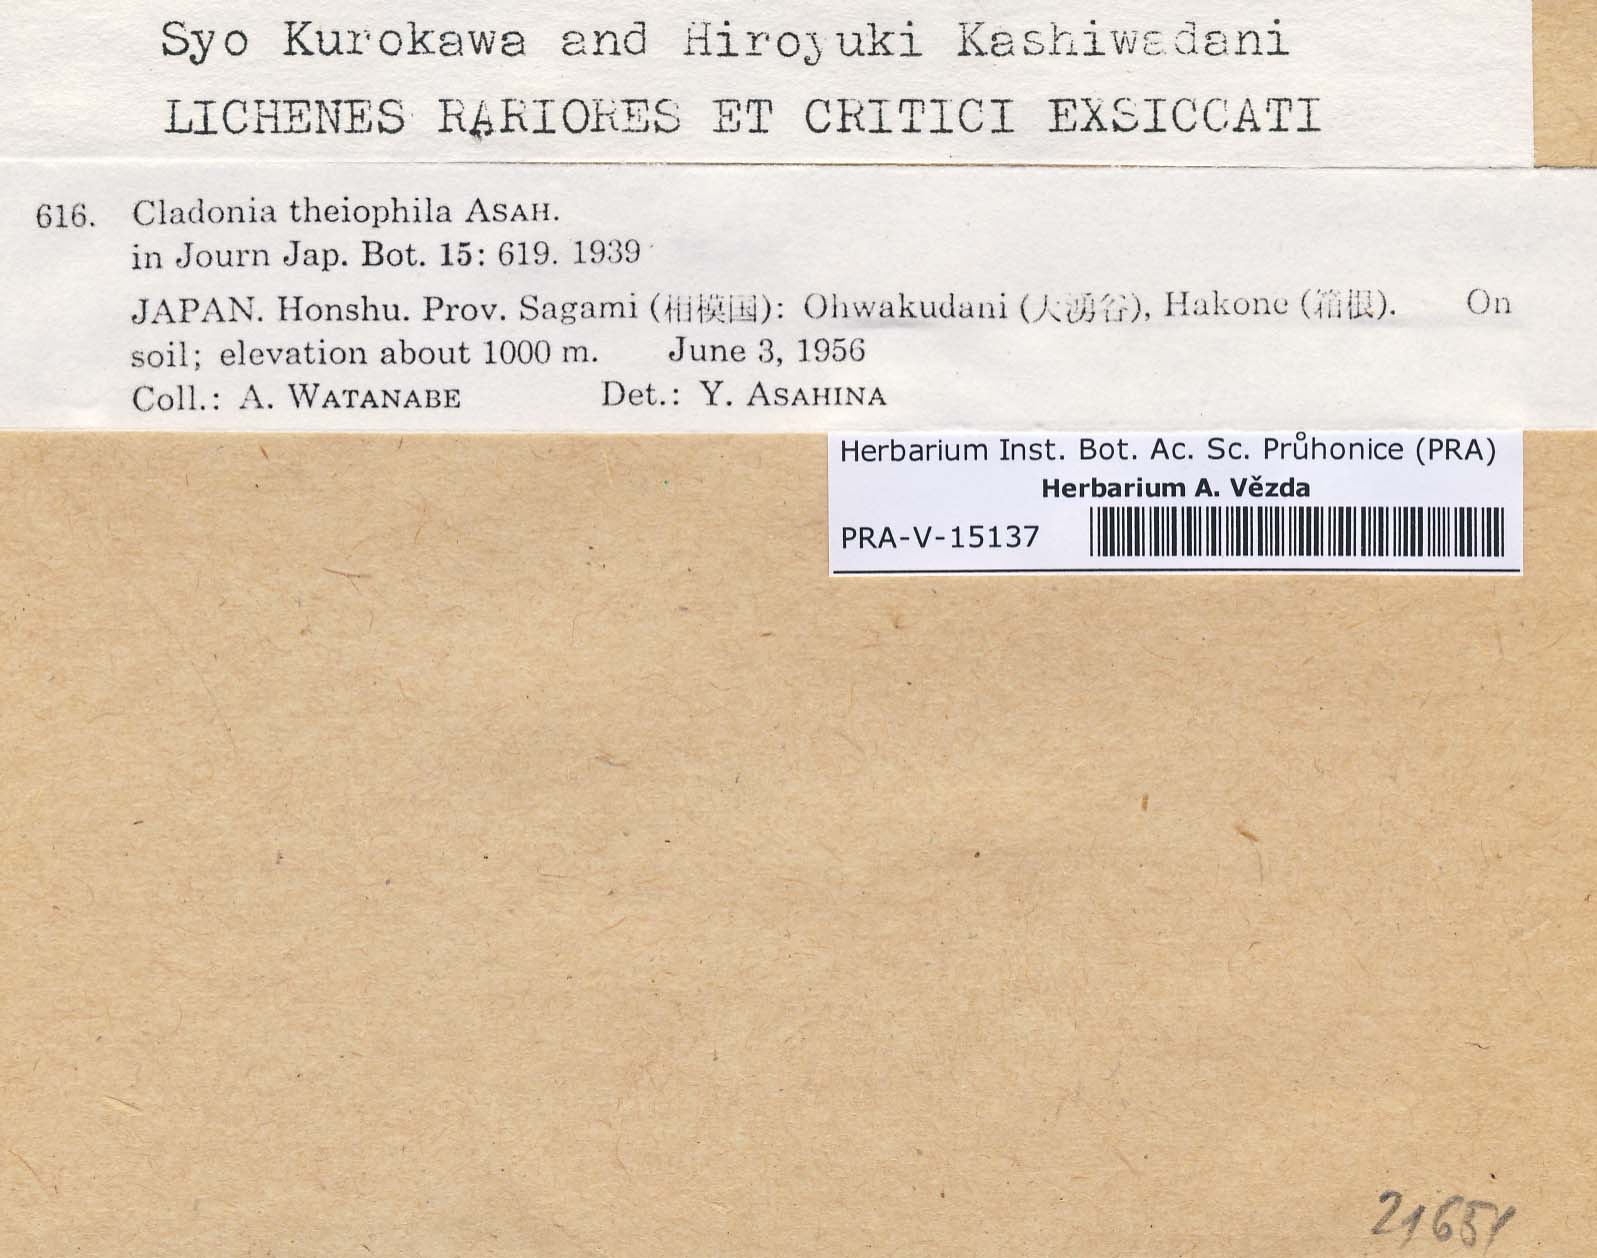 Syo Kurokawa and Hiroyuki Kashiwadani
LICHENES RARIORES ET CRITICI EXSICCATI
616. Cladonia theiophila ASAH.
in Journ Jap. Bot. 15: 619. 1939
JAPAN. Honshu. Prov. Sagami (相模国): Ohwakudani (大湧谷), Hakone (箱根). On
soil; elevation about 1000 m. June 3, 1956
Coll.: A. WATANABE Det.: Y. ASAHINA
Herbarium Inst. Bot. Ac. Sc. Průhonice (PRA)
Herbarium A. Vězda
PRA-V-15137
21651